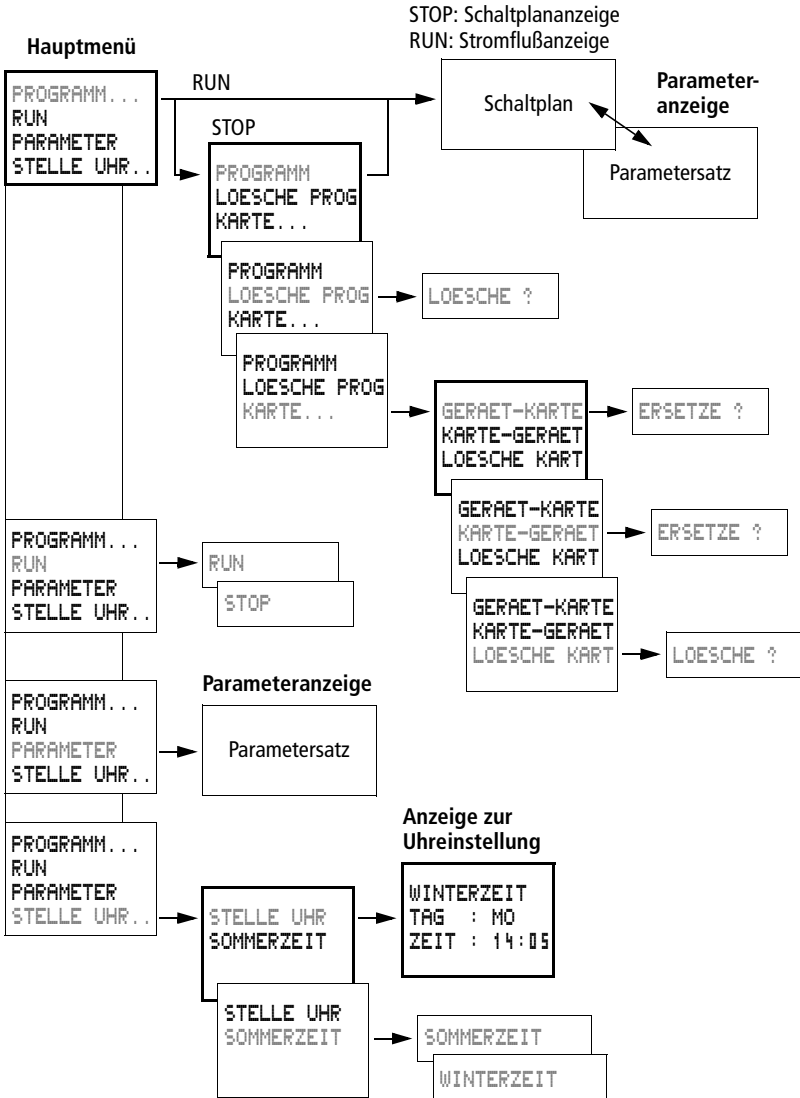 STOP: Schaltplananzeige
RUN: Stromflußanzeige
Hauptmenü
PROGRAMM...
RUN
PARAMETER
STELLE UHR..
RUN
STOP
Schaltplan
Parameter-
anzeige
Parametersatz
PROGRAMM
LOESCHE PROG
KARTE...
PROGRAMM
LOESCHE PROG
KARTE...
LOESCHE ?
PROGRAMM
LOESCHE PROG
KARTE...
GERAET-KARTE
KARTE-GERAET
LOESCHE KART
ERSETZE ?
GERAET-KARTE
KARTE-GERAET
LOESCHE KART
ERSETZE ?
GERAET-KARTE
KARTE-GERAET
LOESCHE KART
LOESCHE ?
PROGRAMM...
RUN
PARAMETER
STELLE UHR..
RUN
STOP
Parameteranzeige
PROGRAMM...
RUN
PARAMETER
STELLE UHR..
Parametersatz
PROGRAMM...
RUN
PARAMETER
STELLE UHR..
STELLE UHR
SOMMERZEIT
Anzeige zur
Uhreinstellung
WINTERZEIT
TAG : MO
ZEIT : 14:05
STELLE UHR
SOMMERZEIT
SOMMERZEIT
WINTERZEIT